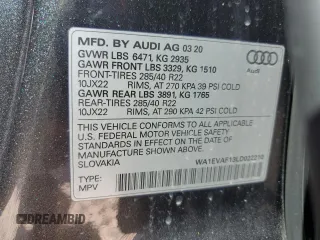 MFD. BY AUDI AG 03 20
GVWR LBS 6471, KG 2935
GAWR FRONT LBS 3329, KG 1510
FRONT-TIRES 285/40 R22
10JX22 RIMS, AT 270 KPA 39 PSI COLD
GAWR REAR LBS 3891, KG 1765
REAR-TIRES 285/40 R22
10JX22 RIMS, AT 290 KPA 42 PSI COLD
THIS VEHICLE CONFORMS TO ALL
APPLICABLE FEDERAL MOTOR VEHICLE
SAFETY STANDARDS IN EFFECT ON
THE DATE OF MANUFACTURE
SHOWN ABOVE.
SLOVAKIA
TYPE:
MPV
Audi
FOREARMBID